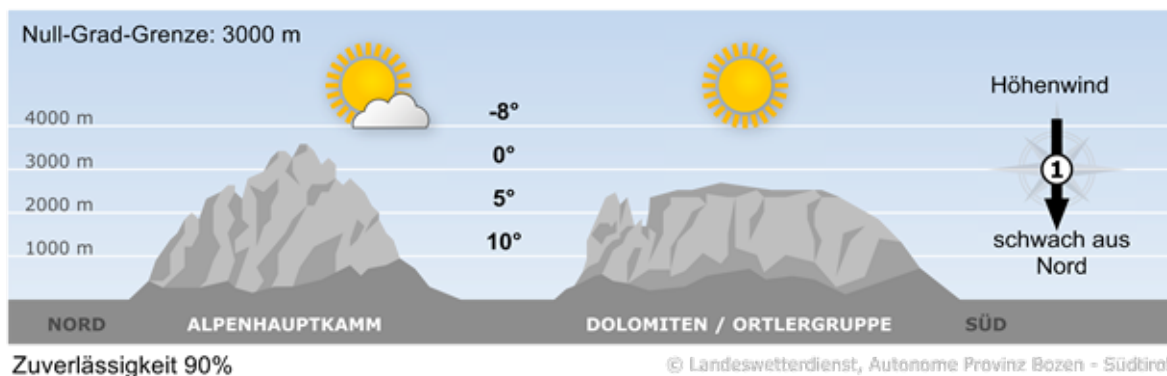 Null-Grad-Grenze: 3000 m
Höhenwind
4000 m
-8°
3000 m
0°
1
2000 m
5°
1000 m
10°
schwach aus
Nord
NORD
ALPENHAUPTKAMM
DOLOMITEN / ORTLERGRUPPE
SÜD
Zuverlässigkeit 90%
© Landeswetterdienst, Autonome Provinz Bozen - Südtirol